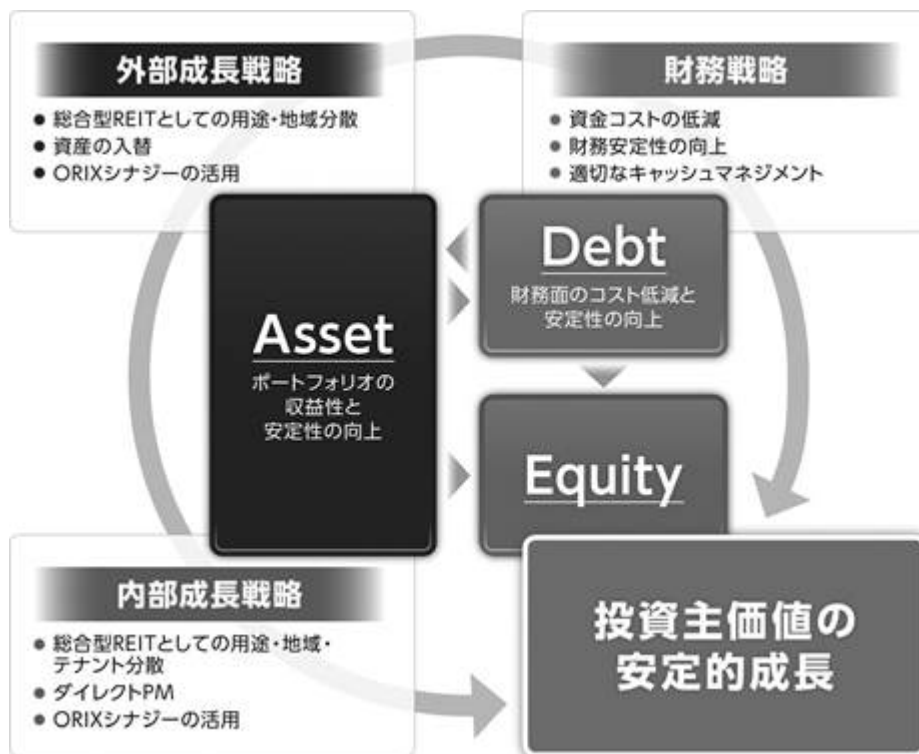 外部成長戦略
● 総合型REITとしての用途・地域分散
● 資産の入替
● ORIXシナジーの活用
財務戦略
● 資金コストの低減
● 財務安定性の向上
● 適切なキャッシュマネジメント
Asset
ポートフォリオの
収益性と
安定性の向上
Debt
財務面のコスト低減と
安定性の向上
Equity
内部成長戦略
● 総合型REITとしての用途・地域・
テナント分散
● ダイレクトPM
● ORIXシナジーの活用
投資主価値の
安定的成長